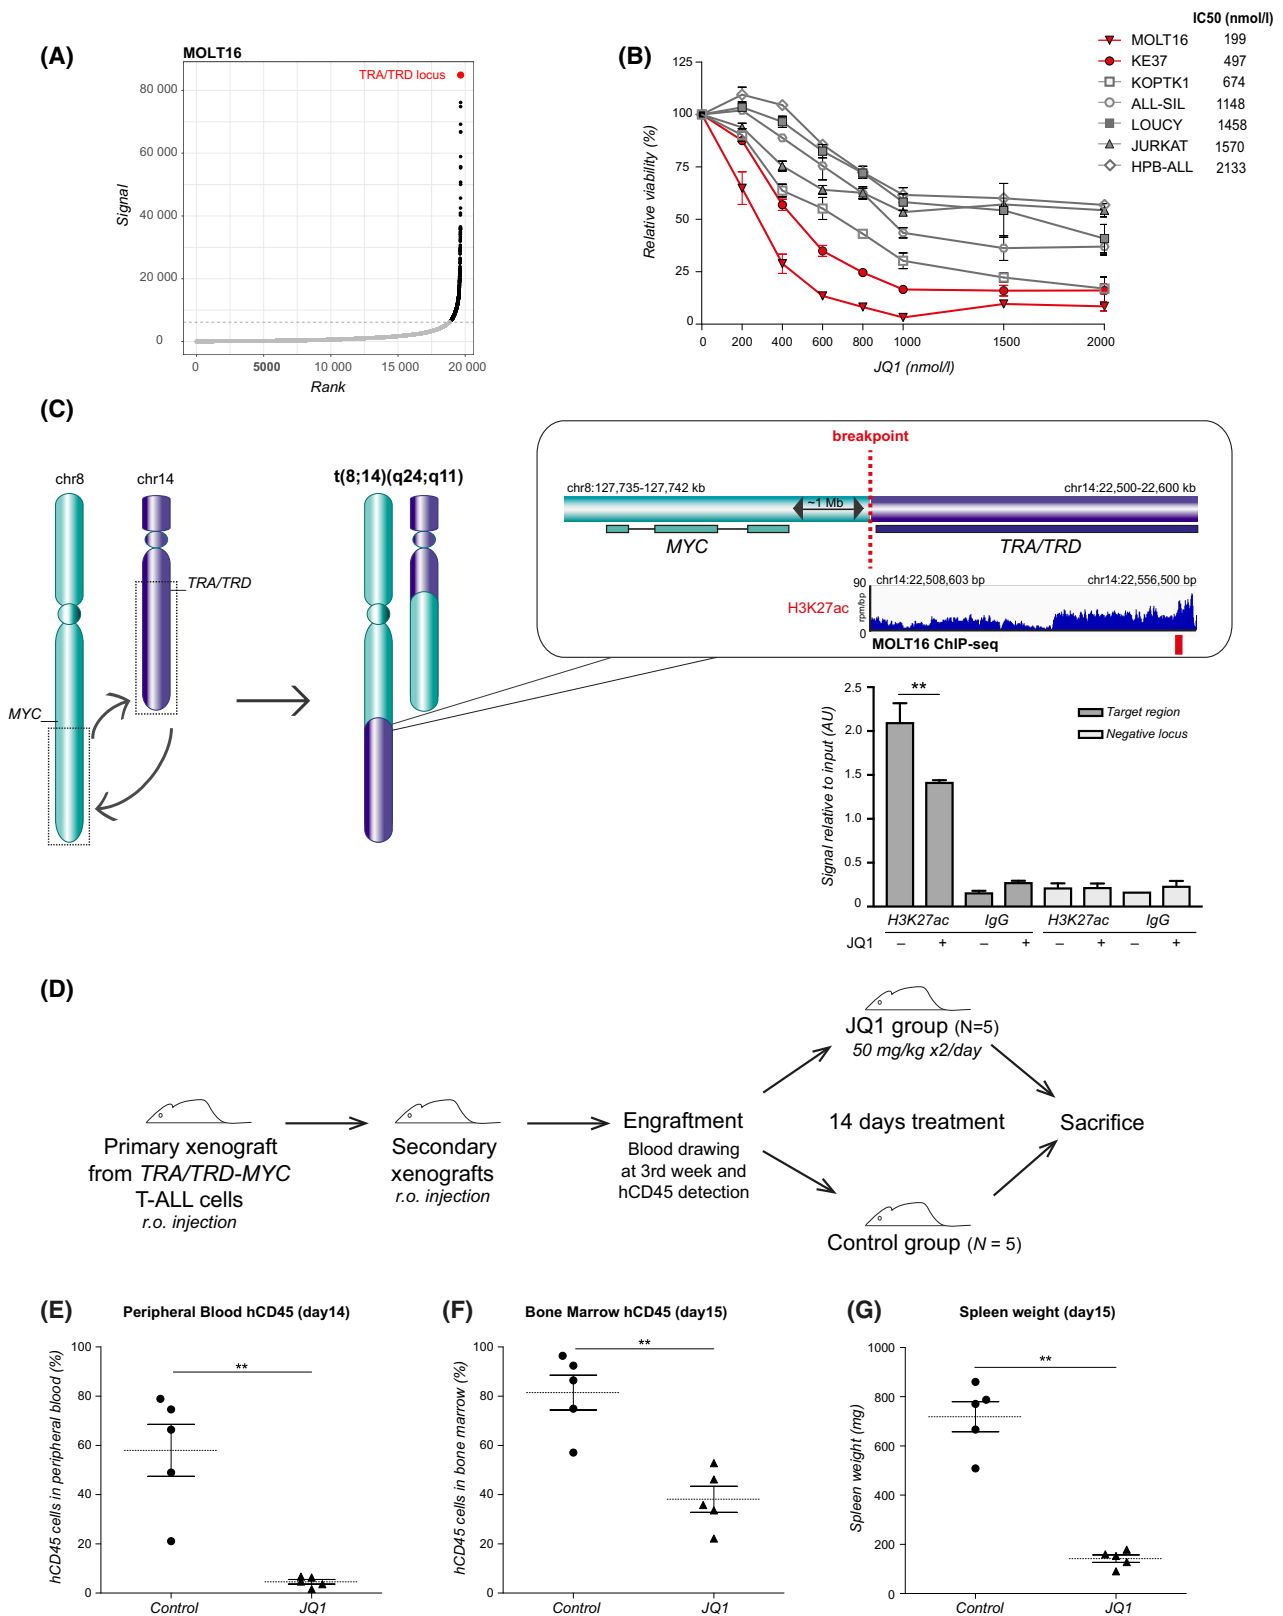 (A)
MOLT16
TRA/TRD locus
Signal
80 000
60 000
40 000
20 000
0
0
5000
10 000
15 000
20 000
Rank
(B)
IC50 (nmol/l)
MOLT16 199
KE37 497
KOPTK1 674
ALL-SIL 1148
LOUCY 1458
JURKAT 1570
HPB-ALL 2133
Relative viability (%)
125
100
75
50
25
0
0
200
400
600
800
1000
1500
2000
JQ1 (nmol/l)
(C)
chr8
chr14
TRA/TRD
MYC
t(8;14)(q24;q11)
breakpoint
chr8:127,735-127,742 kb
chr14:22,500-22,600 kb
~1 Mb
MYC
TRA/TRD
chr14:22,508,603 bp
chr14:22,556,500 bp
H3K27ac
90
rpm/bp
0
MOLT16 ChIP-seq
Signal relative to input (AU)
2.5
2.0
1.5
1.0
0.5
0
**
Target region
Negative locus
H3K27ac
IgG
H3K27ac
IgG
JQ1 – + – + – + – +
(D)
Primary xenograft
from TRA/TRD-MYC
T-ALL cells
r.o. injection
Secondary
xenografts
r.o. injection
Engraftment
Blood drawing
at 3rd week and
hCD45 detection
JQ1 group (N=5)
50 mg/kg x2/day
14 days treatment
Control group (N = 5)
Sacrifice
(E)
Peripheral Blood hCD45 (day14)
hCD45 cells in peripheral blood (%)
100
80
60
40
20
0
**
Control
JQ1
(F)
Bone Marrow hCD45 (day15)
hCD45 cells in bone marrow (%)
100
80
60
40
20
0
**
Control
JQ1
(G)
Spleen weight (day15)
Spleen weight (mg)
1000
800
600
400
200
0
**
Control
JQ1